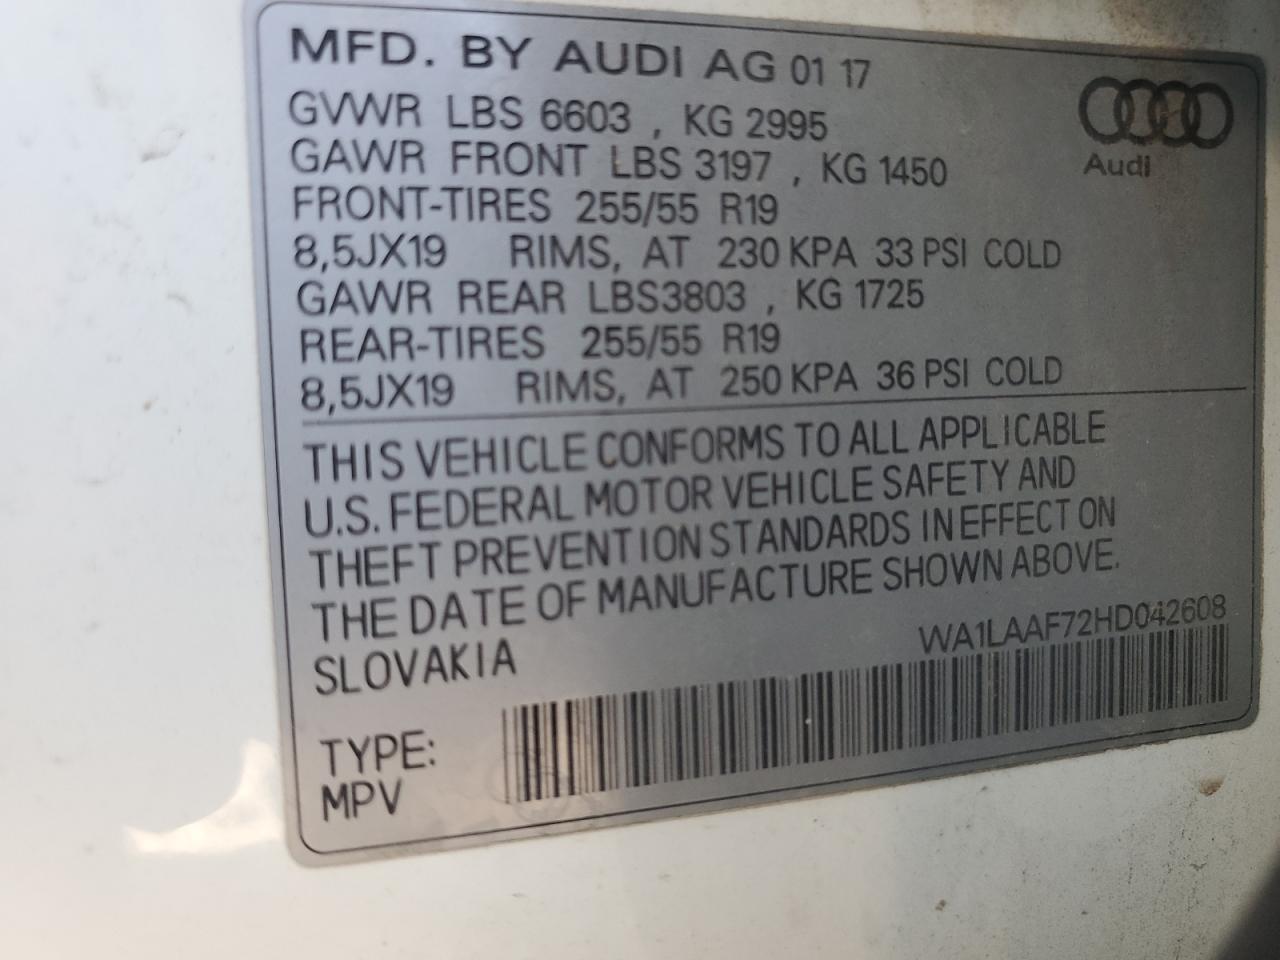 MFD. BY AUDI AG 01 17
GVWR LBS 6603 , KG 2995
GAWR FRONT LBS 3197 , KG 1450
FRONT-TIRES 255/55 R19
8,5JX19 RIMS, AT 230 KPA 33 PSI COLD
GAWR REAR LBS3803 , KG 1725
REAR-TIRES 255/55 R19
8,5JX19 RIMS, AT 250 KPA 36 PSI COLD
Audi
THIS VEHICLE CONFORMS TO ALL APPLICABLE
U.S. FEDERAL MOTOR VEHICLE SAFETY AND
THEFT PREVENTION STANDARDS IN EFFECT ON
THE DATE OF MANUFACTURE SHOWN ABOVE.
SLOVAKIA
WA1LAAF72HD042608
TYPE:
MPV